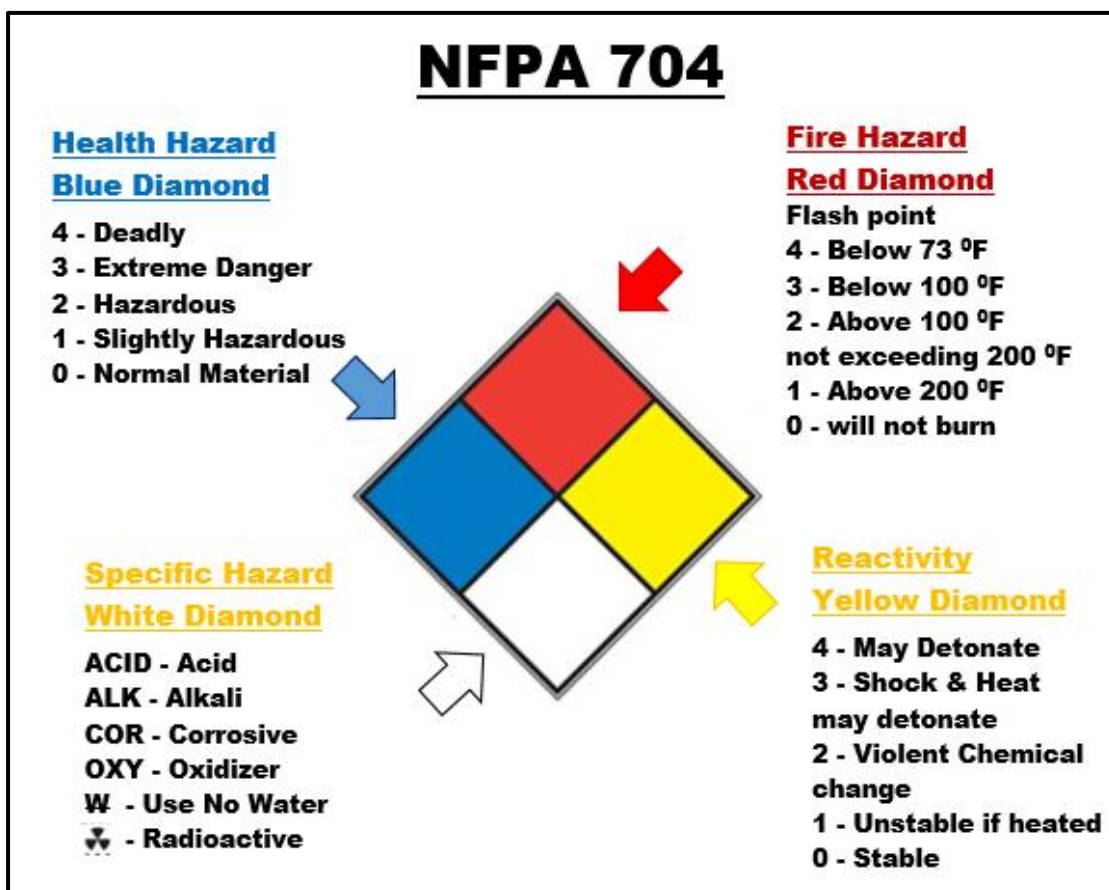 NFPA 704
Health Hazard
Blue Diamond
4 - Deadly
3 - Extreme Danger
2 - Hazardous
1 - Slightly Hazardous
0 - Normal Material
Fire Hazard
Red Diamond
Flash point
4 - Below 73 ⁰F
3 - Below 100 ⁰F
2 - Above 100 ⁰F
not exceeding 200 ⁰F
1 - Above 200 ⁰F
0 - will not burn
Specific Hazard
White Diamond
ACID - Acid
ALK - Alkali
COR - Corrosive
OXY - Oxidizer
W̶ - Use No Water
☢ - Radioactive
Reactivity
Yellow Diamond
4 - May Detonate
3 - Shock & Heat
may detonate
2 - Violent Chemical
change
1 - Unstable if heated
0 - Stable